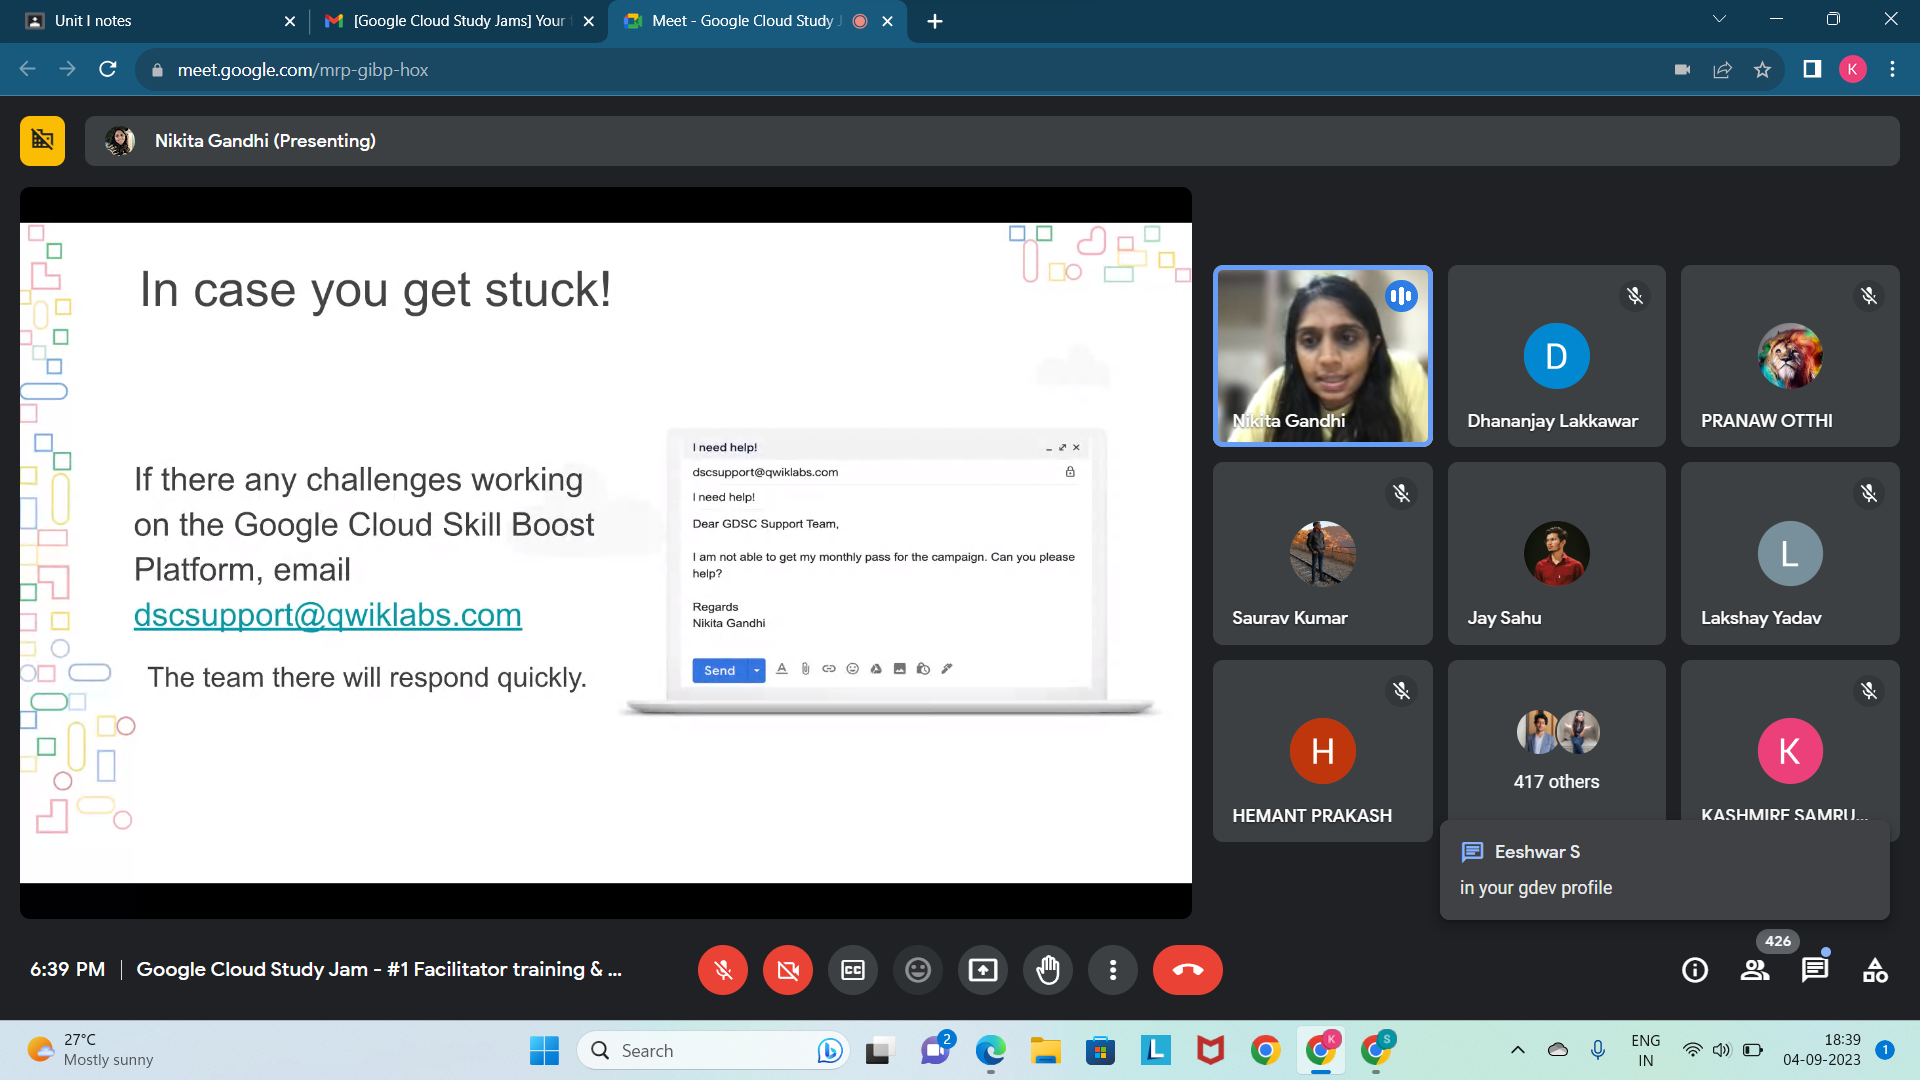 Unit I notes
[Google Cloud Study Jams] Your
Meet - Google Cloud Study J
meet.google.com/mrp-gibp-hox
K
Nikita Gandhi (Presenting)
In case you get stuck!
If there any challenges working
on the Google Cloud Skill Boost
Platform, email
dscsupport@qwiklabs.com
The team there will respond quickly.
I need help!
dscsupport@qwiklabs.com
I need help!
Dear GDSC Support Team,
I am not able to get my monthly pass for the campaign. Can you please
help?
Regards
Nikita Gandhi
Send
Nikita Gandhi
D
Dhananjay Lakkawar
PRANAW OTTHI
Saurav Kumar
Jay Sahu
L
Lakshay Yadav
H
HEMANT PRAKASH
417 others
K
KASHMIRE SAMRU...
Eeshwar S
in your gdev profile
6:39 PM
Google Cloud Study Jam - #1 Facilitator training & ...
CC
426
27°C
Mostly sunny
Search
2
L
K
S
ENG
IN
18:39
04-09-2023
1